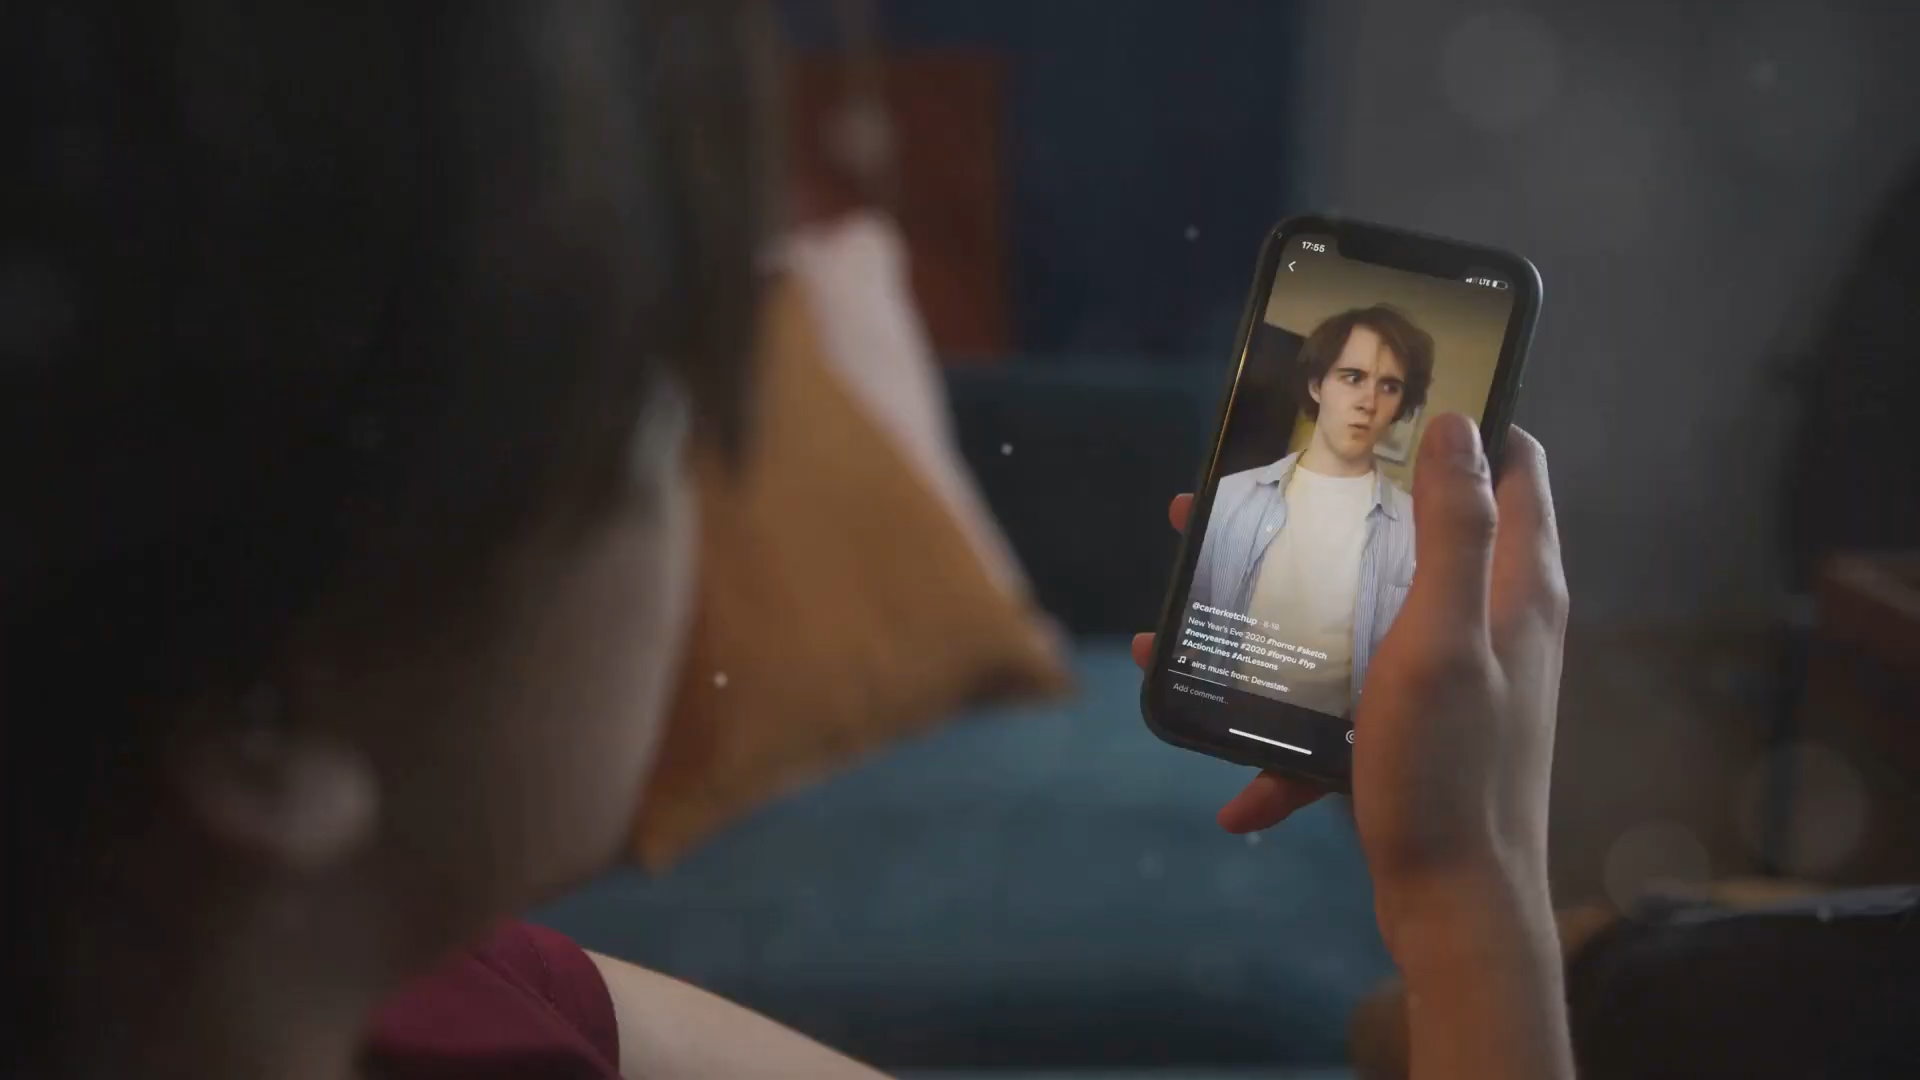 17:55
LTE
@carterketchup · 8-18
New Year's Eve 2020 #horror #sketch
#newyearseve #2020 #foryou #fyp
#ActionLines #ArtLessons
ains music from: Devastate
Add comment...